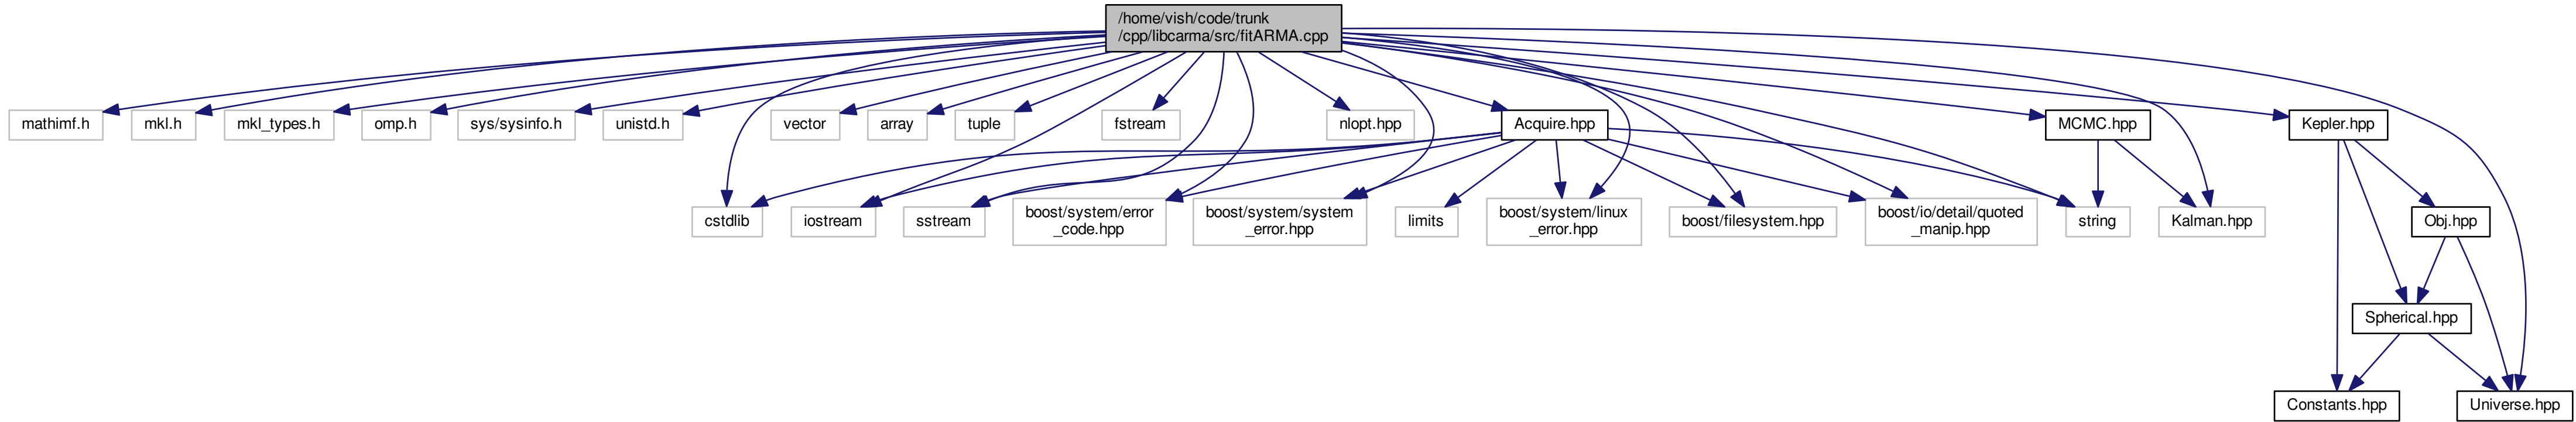 /home/vish/code/trunk
/cpp/libcarma/src/fitARMA.cpp
mathimf.h
mkl.h
mkl_types.h
omp.h
sys/sysinfo.h
unistd.h
vector
array
tuple
fstream
nlopt.hpp
Acquire.hpp
MCMC.hpp
Kepler.hpp
cstdlib
iostream
sstream
boost/system/error
_code.hpp
boost/system/system
_error.hpp
limits
boost/system/linux
_error.hpp
boost/filesystem.hpp
boost/io/detail/quoted
_manip.hpp
string
Kalman.hpp
Obj.hpp
Spherical.hpp
Constants.hpp
Universe.hpp